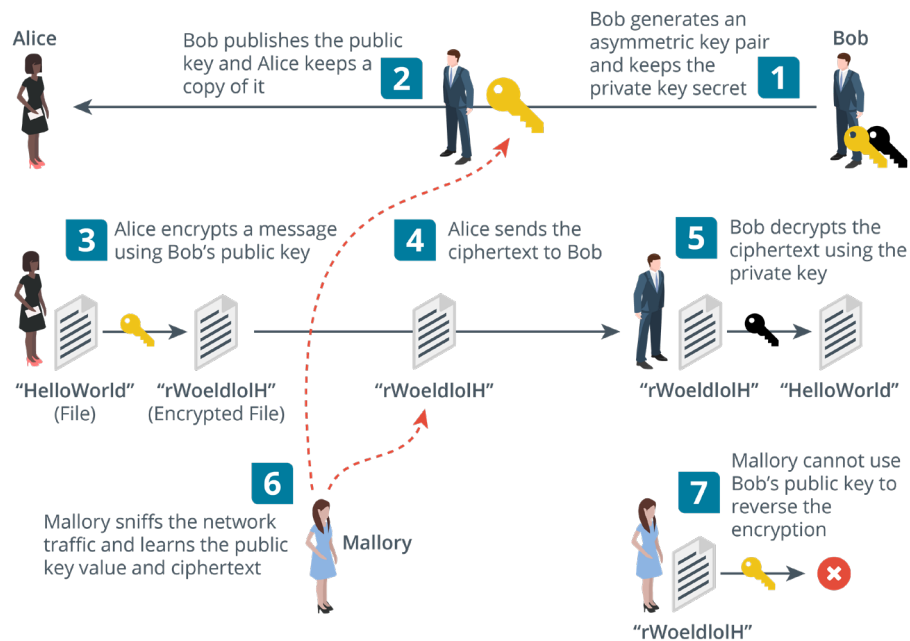 Alice
Bob publishes the public
key and Alice keeps a
copy of it
2
Bob generates an
asymmetric key pair
and keeps the
private key secret
1
Bob
3
Alice encrypts a message
using Bob’s public key
4
Alice sends the
ciphertext to Bob
5
Bob decrypts the
ciphertext using the
private key
“HelloWorld”
(File)
“rWoeldlolH”
(Encrypted File)
“rWoeldlolH”
“rWoeldlolH”
“HelloWorld”
6
Mallory sniffs the network
traffic and learns the public
key value and ciphertext
Mallory
7
Mallory cannot use
Bob’s public key to
reverse the
encryption
“rWoeldlolH”